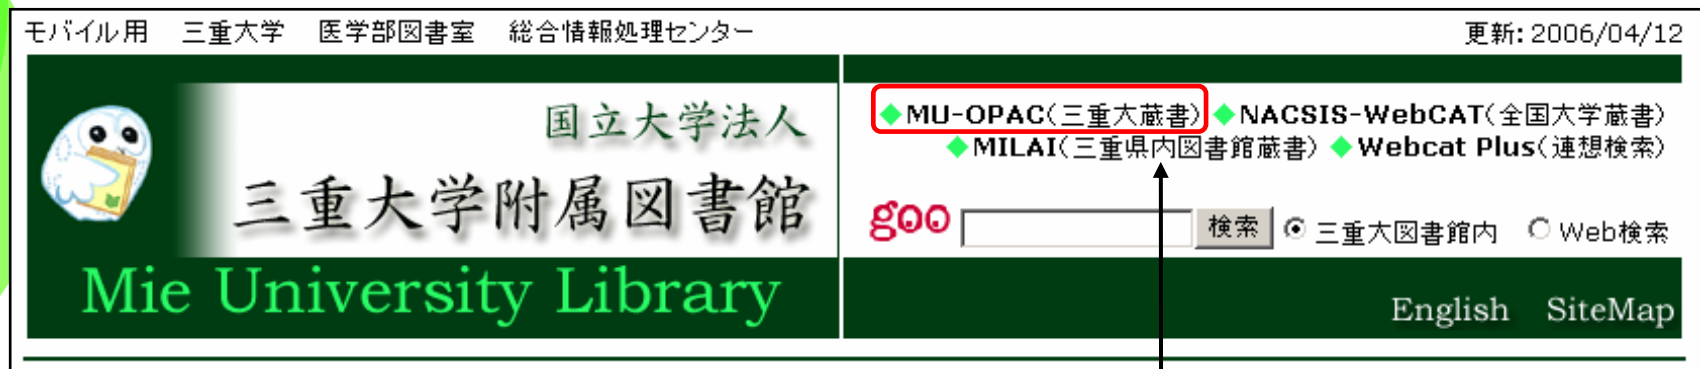 モバイル用 三重大学 医学部図書室 総合情報処理センター 更新: 2006/04/12
国立大学法人
三重大学附属図書館
Mie University Library
◆MU-OPAC(三重大蔵書) ◆NACSIS-WebCAT(全国大学蔵書)
◆MILAI(三重県内図書館蔵書) ◆Webcat Plus(連想検索)
goo 検索 三重大図書館内 Web検索
English SiteMap